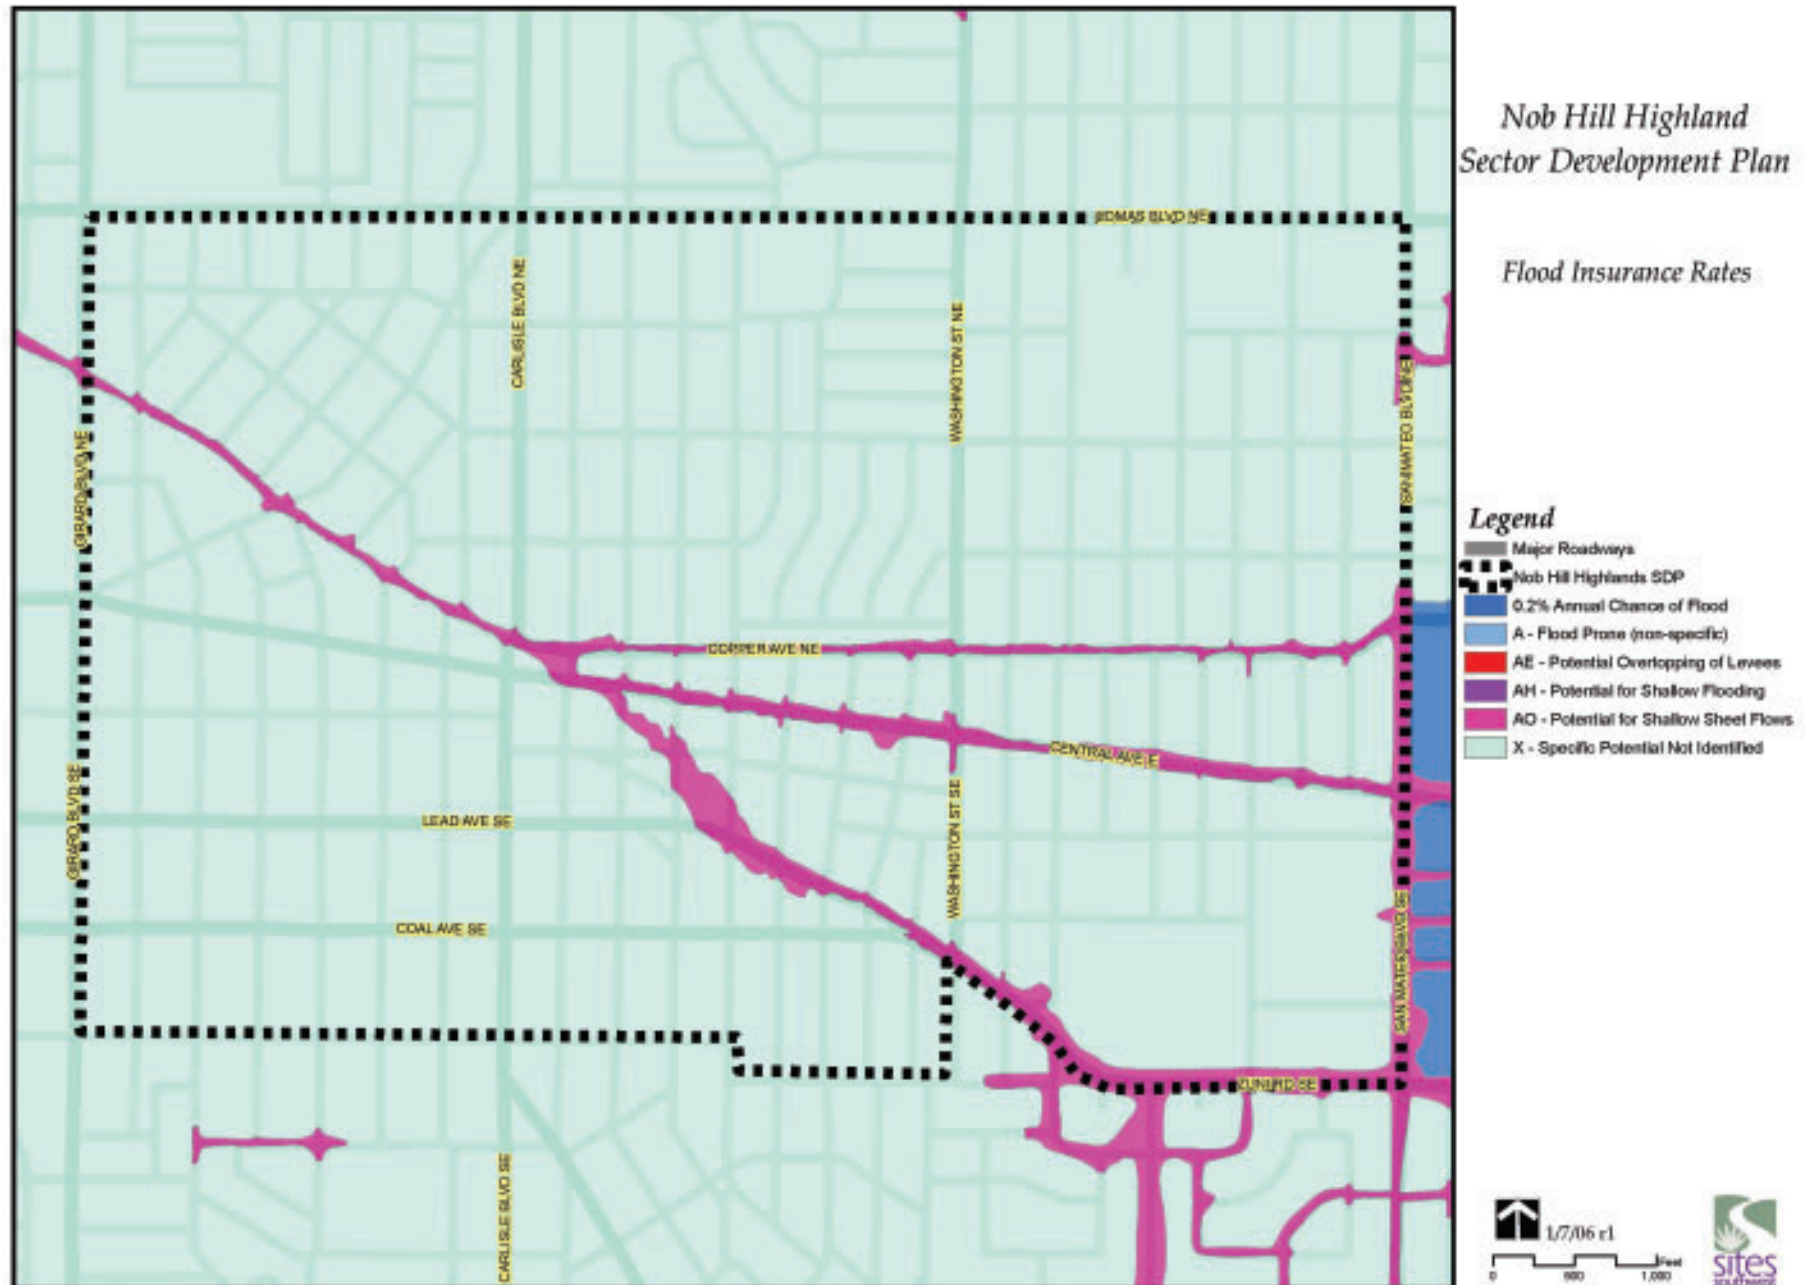 Nob Hill Highland
Sector Development Plan
Flood Insurance Rates
CARLISLE BLVD NE
WASHINGTON ST NE
GIRARD BLVD NE
COPPER AVE NE
CENTRAL AVE E
GIRARD BLVD SE
LEAD AVE SE
WASHINGTON ST SE
COAL AVE SE
SAN MATEO BLVD NE
SAN MATEO BLVD SE
ZUNI RD SE
CARLISLE BLVD SE
Legend
Major Roadways
Nob Hill Highlands SDP
0.2% Annual Chance of Flood
A - Flood Prone (non-specific)
AE - Potential Overtopping of Levees
AH - Potential for Shallow Flooding
AO - Potential for Shallow Sheet Flows
X - Specific Potential Not Identified
1/7/06 r1
Feet
0 500 1,000
sites
SOUTHWEST